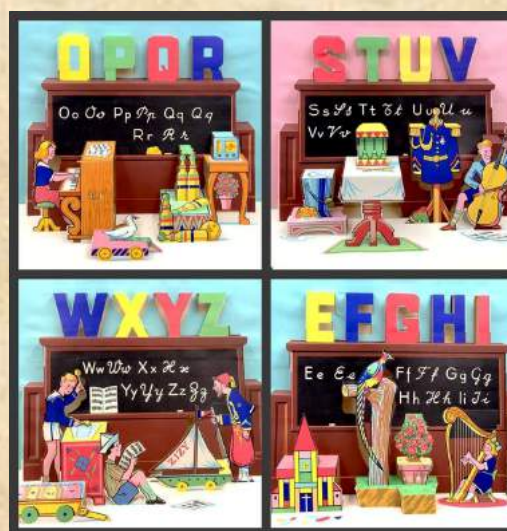 OPQR
Oo Oo Pp Pp Qq Qq
Rr Rr
STUV
Ss Ss Tt Tt Uu Uu
Vv Vv
WXYZ
Ww Ww Xx Xx
Yy Yy Zz Zz
ZIZI
EFGHI
Ee Ee Ff Ff Gg Gg
Hh Hh Ii Ii